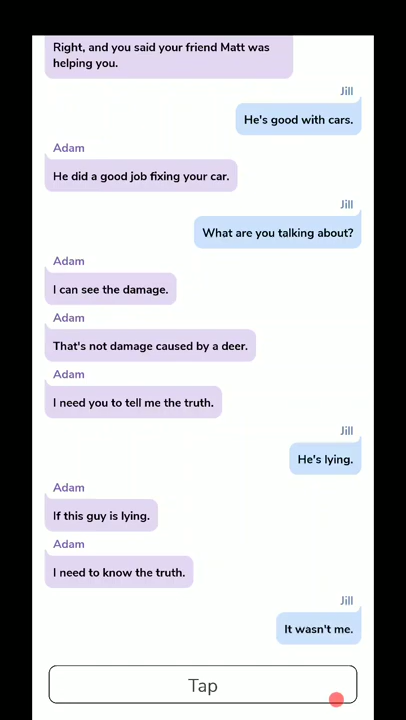 Right, and you said your friend Matt was
helping you.
Jill
He's good with cars.
Adam
He did a good job fixing your car.
Jill
What are you talking about?
Adam
I can see the damage.
Adam
That's not damage caused by a deer.
Adam
I need you to tell me the truth.
Jill
He's lying.
Adam
If this guy is lying.
Adam
I need to know the truth.
Jill
It wasn't me.
Tap